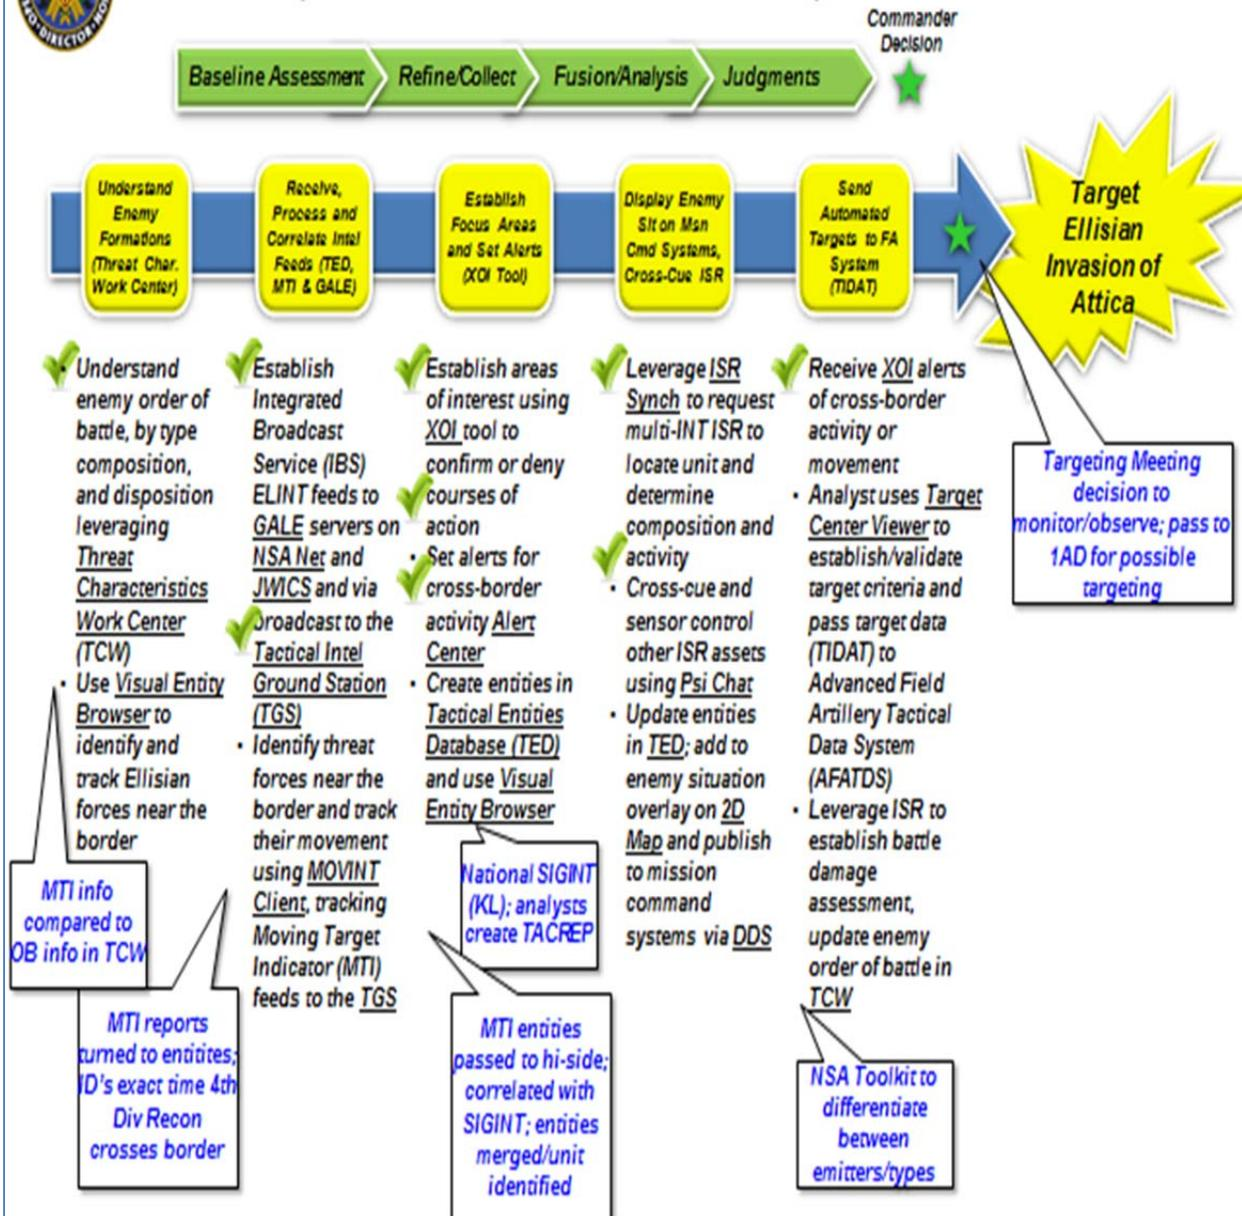 DIRECTOR
Commander
Decision
Baseline Assessment
Refine/Collect
Fusion/Analysis
Judgments
Understand
Enemy
Formations
(Threat Char.
Work Center)
Receive,
Process and
Correlate Intel
Feeds (TED,
MTI & GALE)
Establish
Focus Areas
and Set Alerts
(XOI Tool)
Display Enemy
Sit on Msn
Cmd Systems,
Cross-Cue ISR
Send
Automated
Targets to FA
System
(TIDAT)
Target
Ellisian
Invasion of
Attica
• Understand
enemy order of
battle, by type
composition,
and disposition
leveraging
Threat
Characteristics
Work Center
(TCW)
• Use Visual Entity
Browser to
identify and
track Ellisian
forces near the
border
Establish
Integrated
Broadcast
Service (IBS)
ELINT feeds to
GALE servers on
NSA Net and
JWICS and via
broadcast to the
Tactical Intel
Ground Station
(TGS)
• Identify threat
forces near the
border and track
their movement
using MOVINT
Client, tracking
Moving Target
Indicator (MTI)
feeds to the TGS
Establish areas
of interest using
XOI tool to
confirm or deny
courses of
action
• Set alerts for
cross-border
activity Alert
Center
• Create entities in
Tactical Entities
Database (TED)
and use Visual
Entity Browser
Leverage ISR
Synch to request
multi-INT ISR to
locate unit and
determine
composition and
activity
• Cross-cue and
sensor control
other ISR assets
using Psi Chat
• Update entities
in TED; add to
enemy situation
overlay on 2D
Map and publish
to mission
command
systems via DDS
Receive XOI alerts
of cross-border
activity or
movement
• Analyst uses Target
Center Viewer to
establish/validate
target criteria and
pass target data
(TIDAT) to
Advanced Field
Artillery Tactical
Data System
(AFATDS)
• Leverage ISR to
establish battle
damage
assessment,
update enemy
order of battle in
TCW
Targeting Meeting
decision to
monitor/observe; pass to
1AD for possible
targeting
MTI info
compared to
OB info in TCW
MTI reports
turned to entitites;
ID's exact time 4th
Div Recon
crosses border
National SIGINT
(KL); analysts
create TACREP
MTI entities
passed to hi-side;
correlated with
SIGINT; entities
merged/unit
identified
NSA Toolkit to
differentiate
between
emitters/types